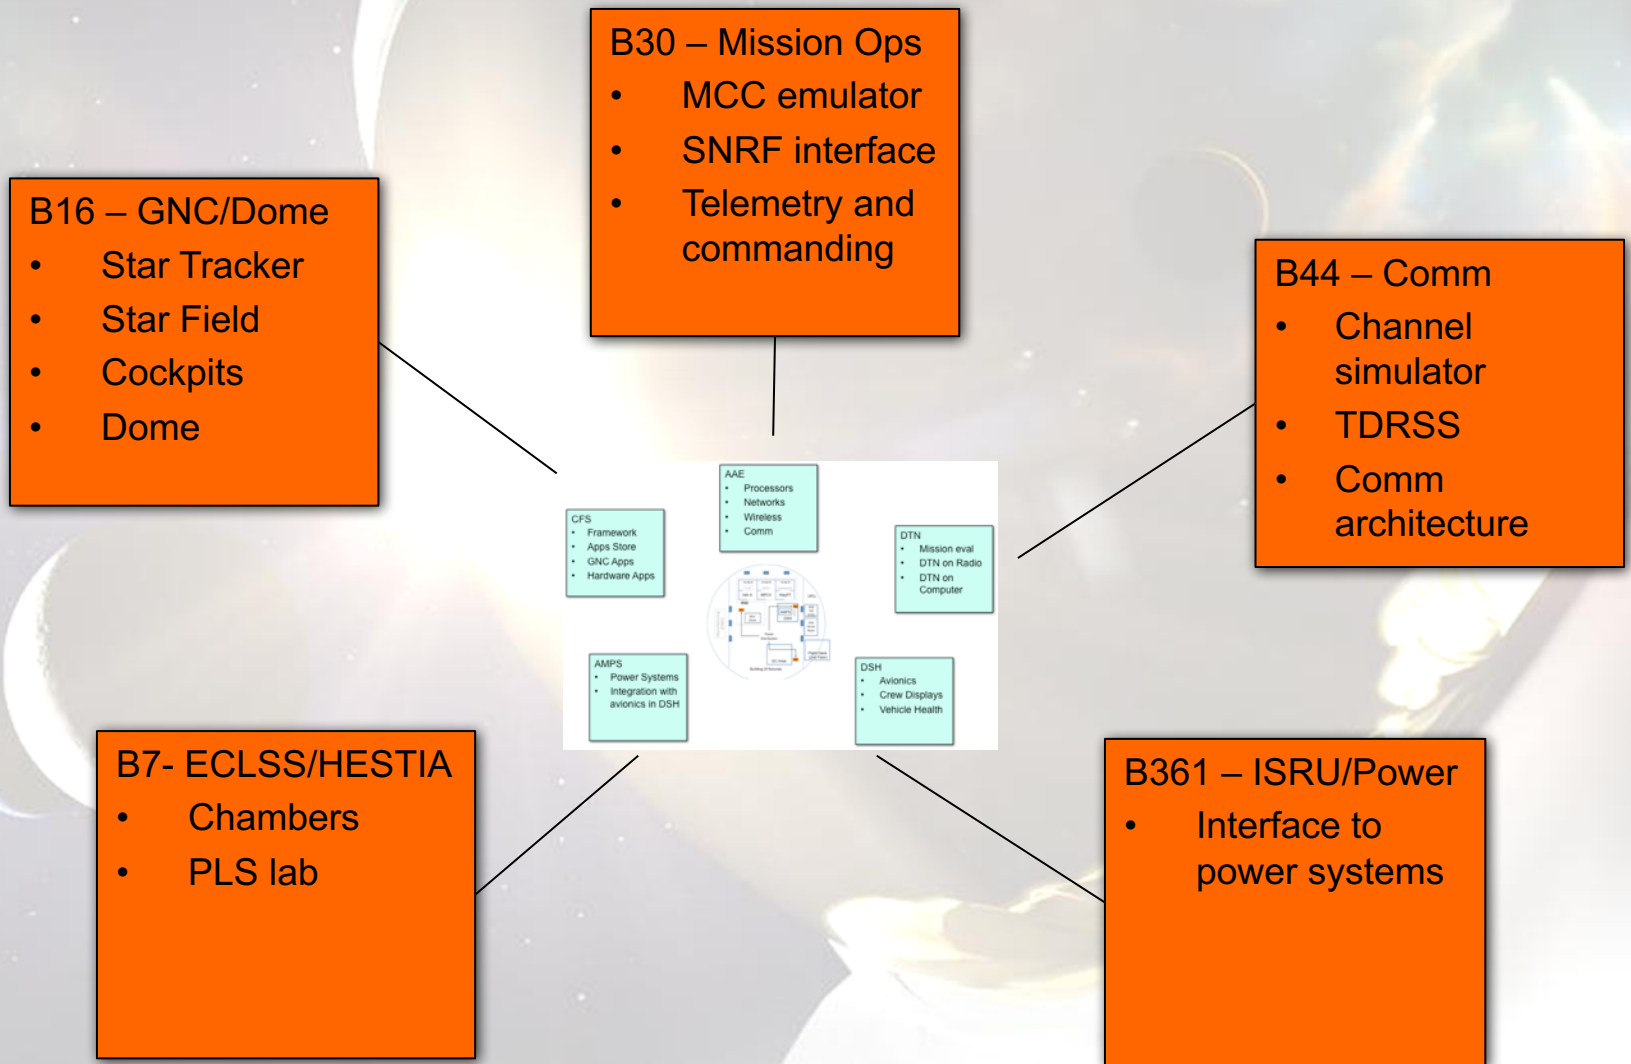 B30 – Mission Ops
• MCC emulator
• SNRF interface
• Telemetry and
commanding
B16 – GNC/Dome
• Star Tracker
• Star Field
• Cockpits
• Dome
B44 – Comm
• Channel
simulator
• TDRSS
• Comm
architecture
AAE
• Processors
• Networks
• Wireless
• Comm
CFS
• Framework
• Apps Store
• GNC Apps
• Hardware Apps
DTN
• Mission eval
• DTN on Radio
• DTN on
Computer
AMPS
• Power Systems
• Integration with
avionics in DSH
DSH
• Avionics
• Crew Displays
• Vehicle Health
B7- ECLSS/HESTIA
• Chambers
• PLS lab
B361 – ISRU/Power
• Interface to
power systems